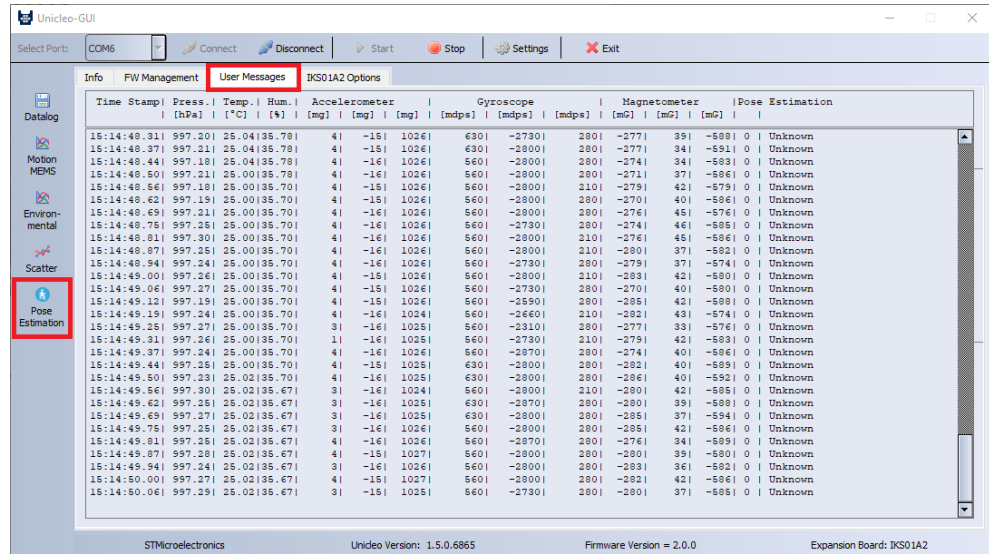 Unicleo-GUI
Select Port: COM6 Connect Disconnect Start Stop Settings Exit
Info FW Management User Messages IKS01A2 Options
Datalog
Motion MEMS
Environ-mental
Scatter
Pose Estimation
Time Stamp| Press.| Temp.| Hum.| Accelerometer | Gyroscope | Magnetometer |Pose Estimation
| [hPa] | [°C] | [%] | [mg] | [mg] | [mg] | [mdps] | [mdps] | [mdps] | [mG] | [mG] | [mG] | |
15:14:48.31| 997.20| 25.04|35.78| 4| -15| 1026| 630| -2730| 280| -277| 39| -588| 0 | Unknown
15:14:48.37| 997.21| 25.04|35.78| 4| -15| 1026| 630| -2800| 280| -277| 34| -591| 0 | Unknown
15:14:48.44| 997.18| 25.04|35.78| 4| -16| 1026| 560| -2800| 280| -274| 34| -583| 0 | Unknown
15:14:48.50| 997.21| 25.00|35.78| 4| -16| 1026| 560| -2800| 280| -271| 37| -586| 0 | Unknown
15:14:48.56| 997.18| 25.00|35.70| 4| -15| 1026| 560| -2800| 210| -279| 42| -579| 0 | Unknown
15:14:48.62| 997.19| 25.00|35.70| 4| -15| 1026| 560| -2800| 280| -270| 40| -586| 0 | Unknown
15:14:48.69| 997.21| 25.00|35.70| 4| -16| 1026| 560| -2800| 280| -276| 45| -576| 0 | Unknown
15:14:48.75| 997.25| 25.00|35.70| 4| -16| 1026| 560| -2730| 280| -274| 46| -585| 0 | Unknown
15:14:48.81| 997.30| 25.00|35.70| 4| -16| 1026| 560| -2800| 210| -276| 45| -586| 0 | Unknown
15:14:48.87| 997.25| 25.00|35.70| 4| -16| 1026| 560| -2800| 210| -280| 37| -582| 0 | Unknown
15:14:48.94| 997.24| 25.00|35.70| 4| -16| 1026| 560| -2730| 280| -279| 37| -574| 0 | Unknown
15:14:49.00| 997.26| 25.00|35.70| 4| -15| 1026| 560| -2800| 210| -283| 42| -580| 0 | Unknown
15:14:49.06| 997.27| 25.00|35.70| 4| -16| 1026| 560| -2730| 280| -270| 40| -580| 0 | Unknown
15:14:49.12| 997.19| 25.00|35.70| 4| -15| 1026| 560| -2590| 280| -285| 42| -588| 0 | Unknown
15:14:49.19| 997.24| 25.00|35.70| 4| -16| 1024| 560| -2660| 210| -282| 43| -574| 0 | Unknown
15:14:49.25| 997.27| 25.00|35.70| 3| -16| 1025| 560| -2310| 280| -277| 33| -576| 0 | Unknown
15:14:49.31| 997.26| 25.00|35.70| 1| -16| 1025| 560| -2730| 210| -279| 42| -583| 0 | Unknown
15:14:49.37| 997.24| 25.00|35.70| 4| -16| 1026| 560| -2800| 280| -274| 40| -586| 0 | Unknown
15:14:49.44| 997.25| 25.00|35.70| 4| -15| 1025| 630| -2800| 280| -282| 40| -589| 0 | Unknown
15:14:49.50| 997.23| 25.02|35.70| 4| -16| 1025| 630| -2800| 280| -286| 40| -592| 0 | Unknown
15:14:49.56| 997.30| 25.02|35.67| 3| -16| 1024| 560| -2800| 210| -280| 42| -585| 0 | Unknown
15:14:49.62| 997.25| 25.02|35.67| 3| -16| 1025| 630| -2870| 280| -280| 39| -588| 0 | Unknown
15:14:49.69| 997.27| 25.02|35.67| 4| -15| 1025| 630| -2800| 280| -285| 37| -594| 0 | Unknown
15:14:49.75| 997.25| 25.02|35.67| 3| -16| 1026| 560| -2800| 280| -285| 42| -586| 0 | Unknown
15:14:49.81| 997.25| 25.02|35.67| 4| -16| 1026| 560| -2870| 280| -276| 34| -589| 0 | Unknown
15:14:49.87| 997.28| 25.02|35.67| 4| -15| 1027| 560| -2800| 280| -280| 39| -580| 0 | Unknown
15:14:49.94| 997.24| 25.02|35.67| 3| -16| 1026| 560| -2800| 280| -283| 36| -582| 0 | Unknown
15:14:50.00| 997.27| 25.02|35.67| 4| -15| 1027| 560| -2800| 280| -282| 42| -586| 0 | Unknown
15:14:50.06| 997.29| 25.02|35.67| 3| -15| 1025| 560| -2730| 280| -280| 37| -585| 0 | Unknown
STMicroelectronics Unicleo Version: 1.5.0.6865 Firmware Version = 2.0.0 Expansion Board: IKS01A2